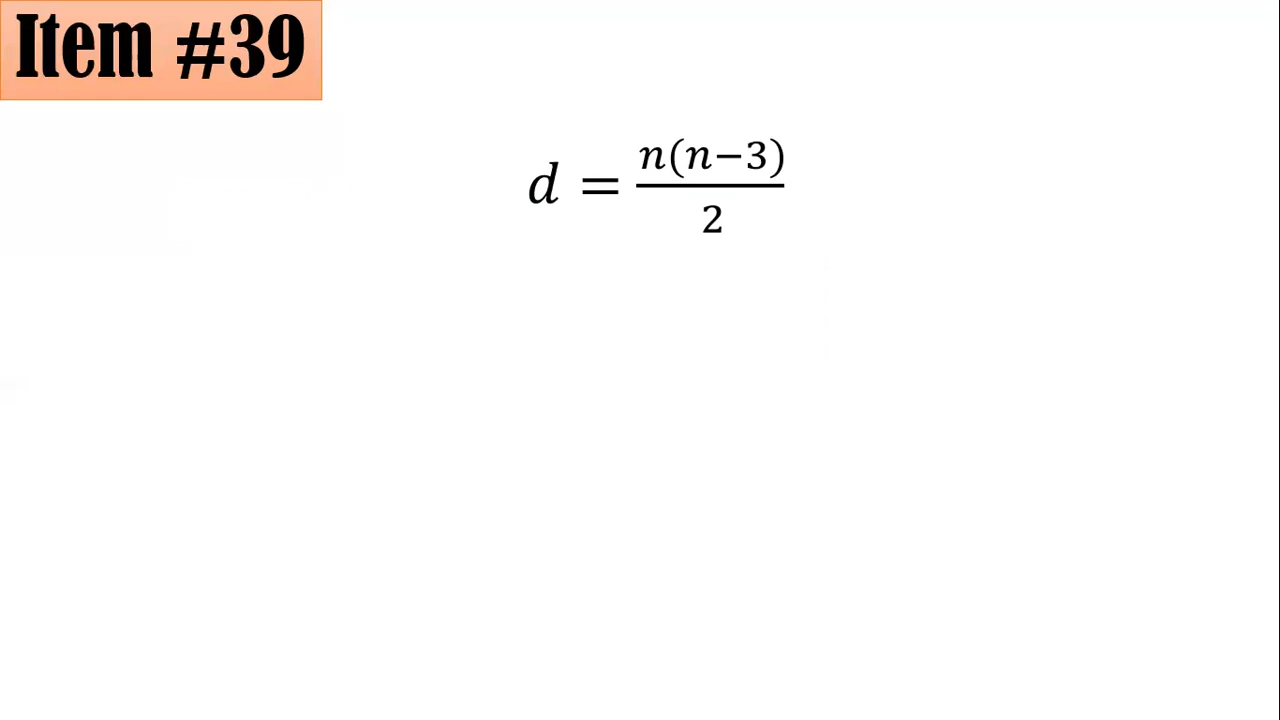 Item #39
d = n(n−3)/2